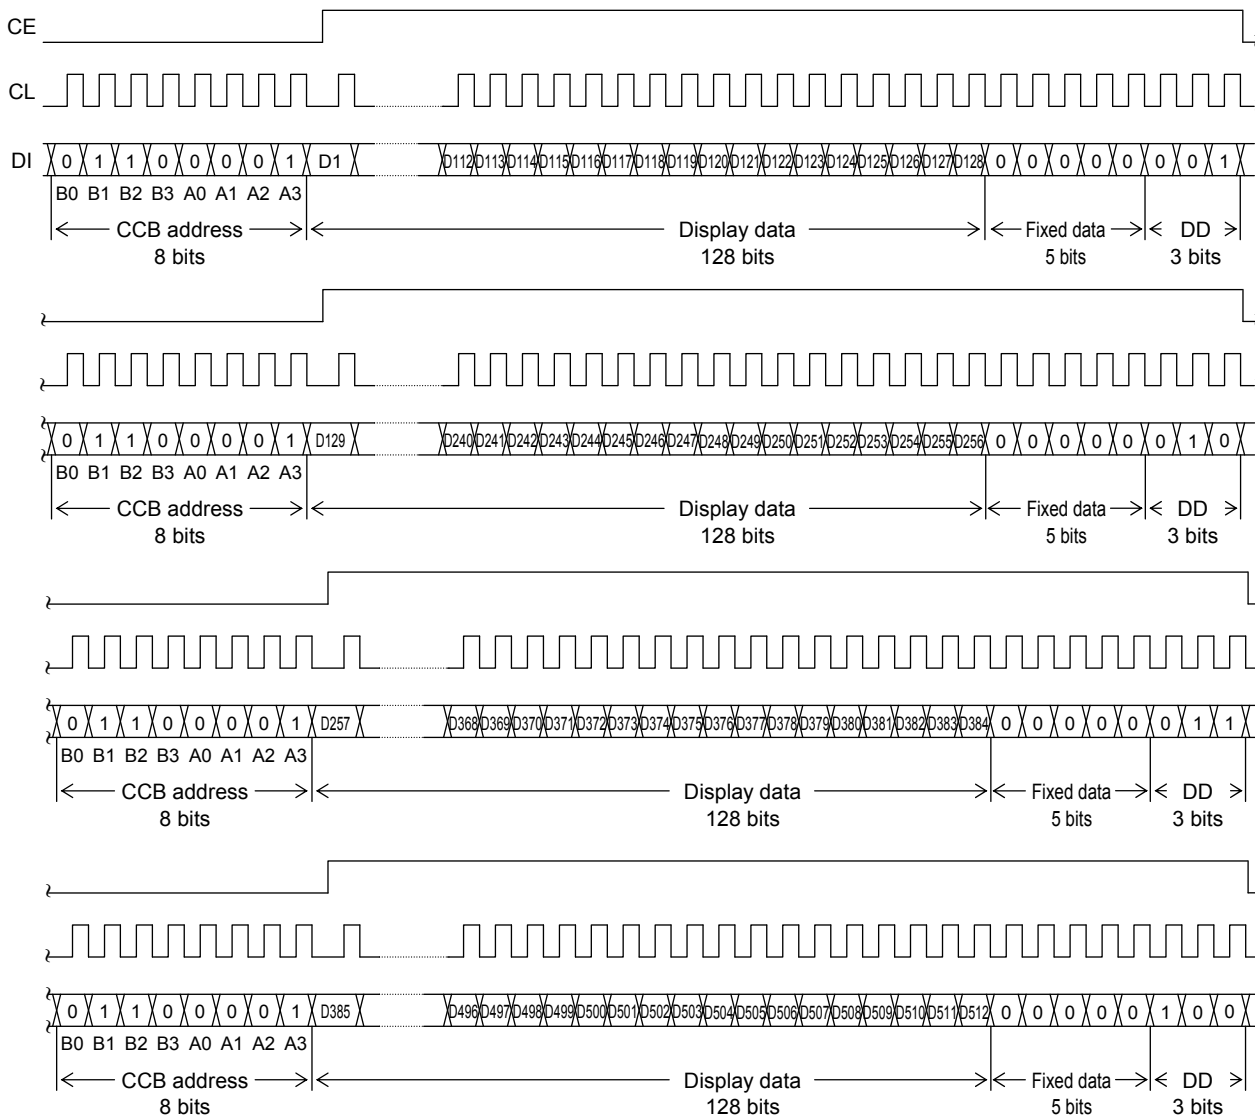 CE
CL
DI 0 1 1 0 0 0 0 1 D1 D112 D113 D114 D115 D116 D117 D118 D119 D120 D121 D122 D123 D124 D125 D126 D127 D128 0 0 0 0 0 0 0 1
B0 B1 B2 B3 A0 A1 A2 A3
CCB address Display data Fixed data DD
8 bits 128 bits 5 bits 3 bits
0 1 1 0 0 0 0 1 D129 D240 D241 D242 D243 D244 D245 D246 D247 D248 D249 D250 D251 D252 D253 D254 D255 D256 0 0 0 0 0 0 1 0
B0 B1 B2 B3 A0 A1 A2 A3
CCB address Display data Fixed data DD
8 bits 128 bits 5 bits 3 bits
0 1 1 0 0 0 0 1 D257 D368 D369 D370 D371 D372 D373 D374 D375 D376 D377 D378 D379 D380 D381 D382 D383 D384 0 0 0 0 0 0 1 1
B0 B1 B2 B3 A0 A1 A2 A3
CCB address Display data Fixed data DD
8 bits 128 bits 5 bits 3 bits
0 1 1 0 0 0 0 1 D385 D496 D497 D498 D499 D500 D501 D502 D503 D504 D505 D506 D507 D508 D509 D510 D511 D512 0 0 0 0 0 1 0 0
B0 B1 B2 B3 A0 A1 A2 A3
CCB address Display data Fixed data DD
8 bits 128 bits 5 bits 3 bits